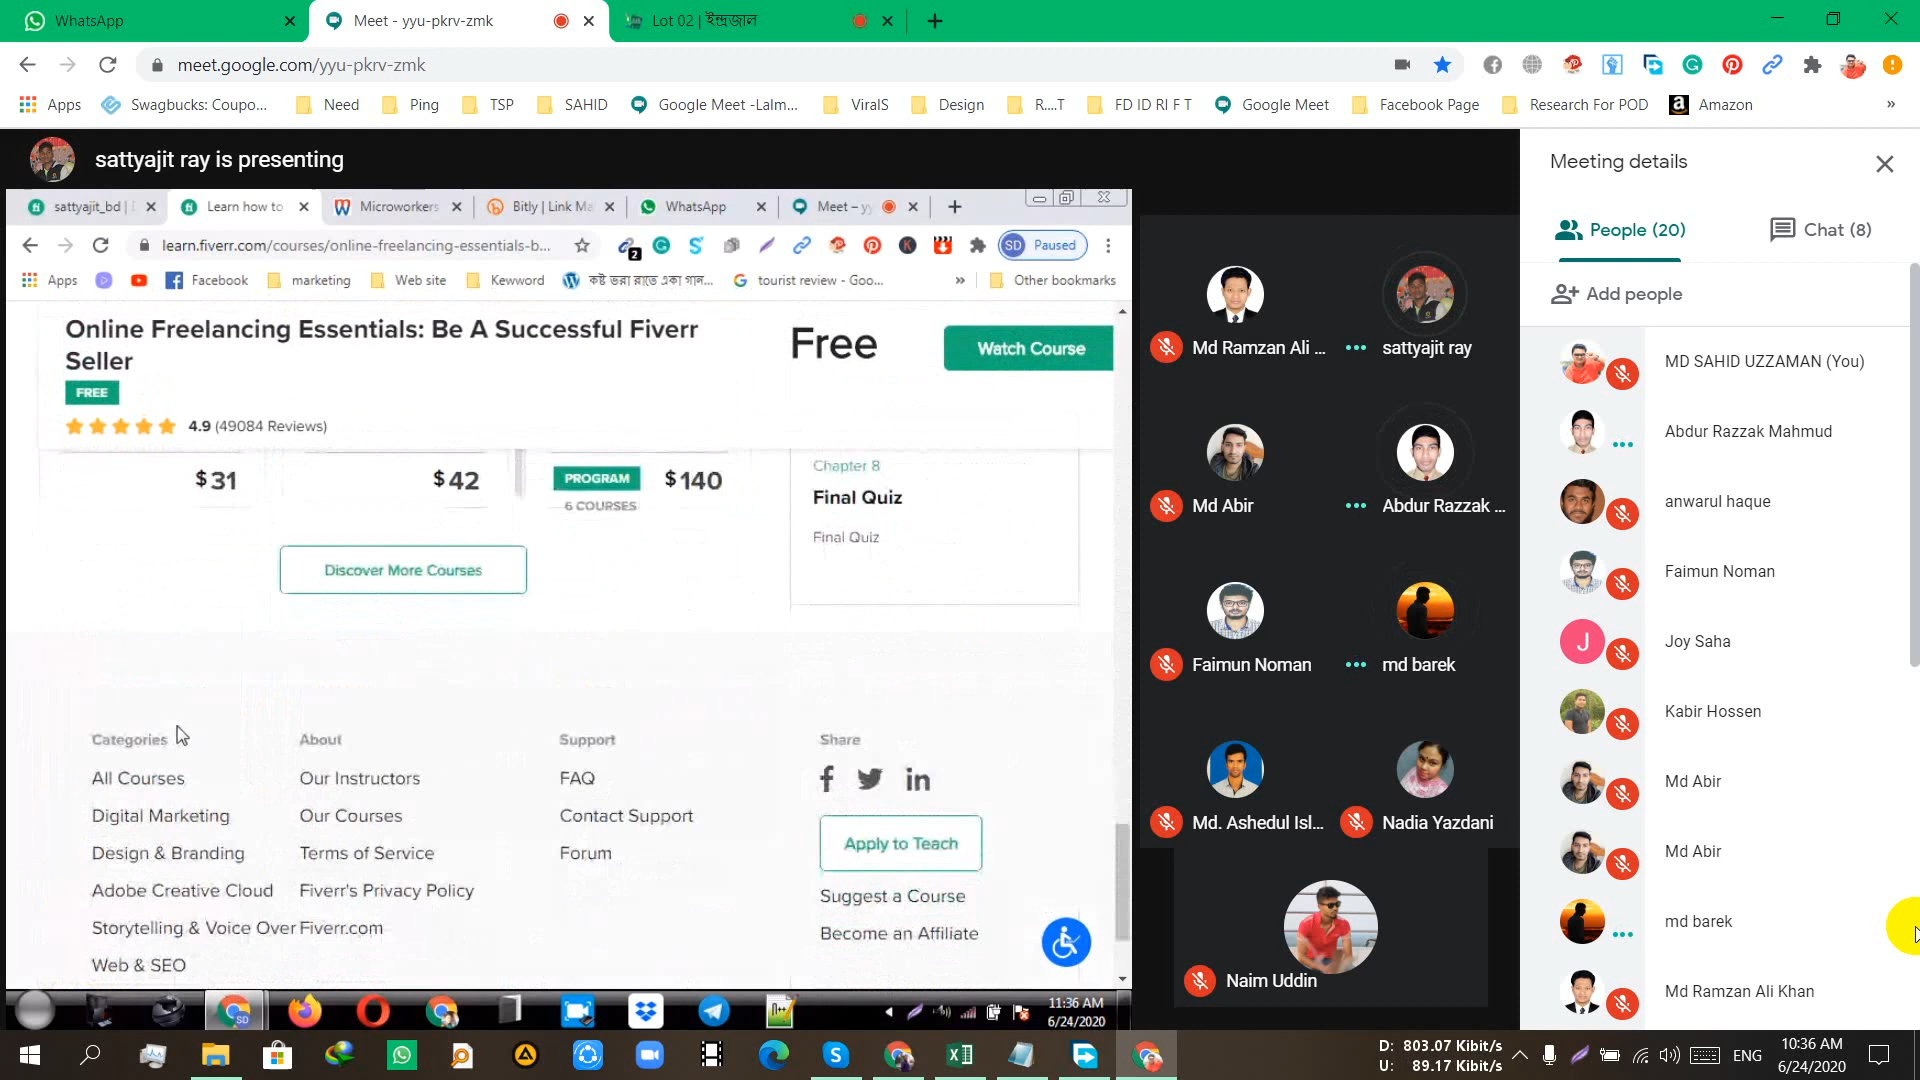 WhatsApp
Meet - yyu-pkrv-zmk
Lot 02 | ইন্দ্রজাল
meet.google.com/yyu-pkrv-zmk
Apps
Swagbucks: Coupo...
Need
Ping
TSP
SAHID
Google Meet -Lalm...
ViralS
Design
R....T
FD ID RI F T
Google Meet
Facebook Page
Research For POD
Amazon
»
sattyajit ray is presenting
sattyajit_bd |
Learn how to
Microworkers
Bitly | Link Ma
WhatsApp
Meet – yy
learn.fiverr.com/courses/online-freelancing-essentials-b...
2
K
SD Paused
Apps
Facebook
marketing
Web site
Kewword
কষ্ট ভরা রাতে একা গান...
tourist review - Goo...
»
Other bookmarks
Online Freelancing Essentials: Be A Successful Fiverr
Seller
FREE
4.9 (49084 Reviews)
Free
Watch Course
$31
$42
PROGRAM
$140
6 COURSES
Chapter 8
Final Quiz
Final Quiz
Discover More Courses
Categories
All Courses
Digital Marketing
Design & Branding
Adobe Creative Cloud
Storytelling & Voice Over
Web & SEO
About
Our Instructors
Our Courses
Terms of Service
Fiverr's Privacy Policy
Fiverr.com
Support
FAQ
Contact Support
Forum
Share
Apply to Teach
Suggest a Course
Become an Affiliate
SD
11:36 AM
6/24/2020
Md Ramzan Ali ...
sattyajit ray
Md Abir
Abdur Razzak ...
Faimun Noman
md barek
Md. Ashedul Isl...
Nadia Yazdani
Naim Uddin
Meeting details
People (20)
Chat (8)
Add people
MD SAHID UZZAMAN (You)
Abdur Razzak Mahmud
anwarul haque
Faimun Noman
J
Joy Saha
Kabir Hossen
Md Abir
Md Abir
md barek
Md Ramzan Ali Khan
D: 803.07 Kibit/s
U: 89.17 Kibit/s
ENG
10:36 AM
6/24/2020